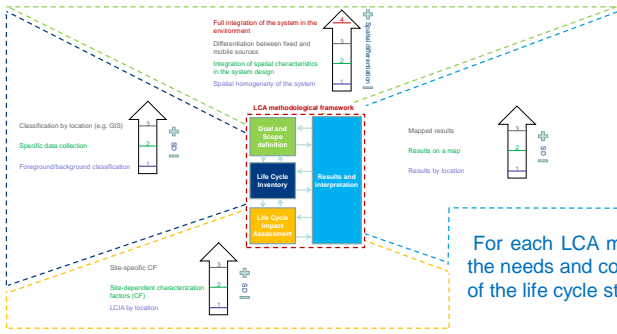 Full integration of the system in the
environment
Differentiation between fixed and
mobile sources
Integration of spatial characteristics
in the system design
Spatial homogeneity of the system
4
3
2
1
Spatial differentiation
LCA methodological framework
Goal and
Scope
definition
Life Cycle
Inventory
Life Cycle
Impact
Assessment
Results and
interpretation
Classification by location (e.g. GIS)
Specific data collection
Foreground/background classification
3
2
1
SD
Mapped results
Results on a map
Results by location
3
2
1
SD
Site-specific CF
Site-dependent characterization
factors (CF)
LCIA by location
3
2
1
SD
For each LCA
the needs and
of the life cycle